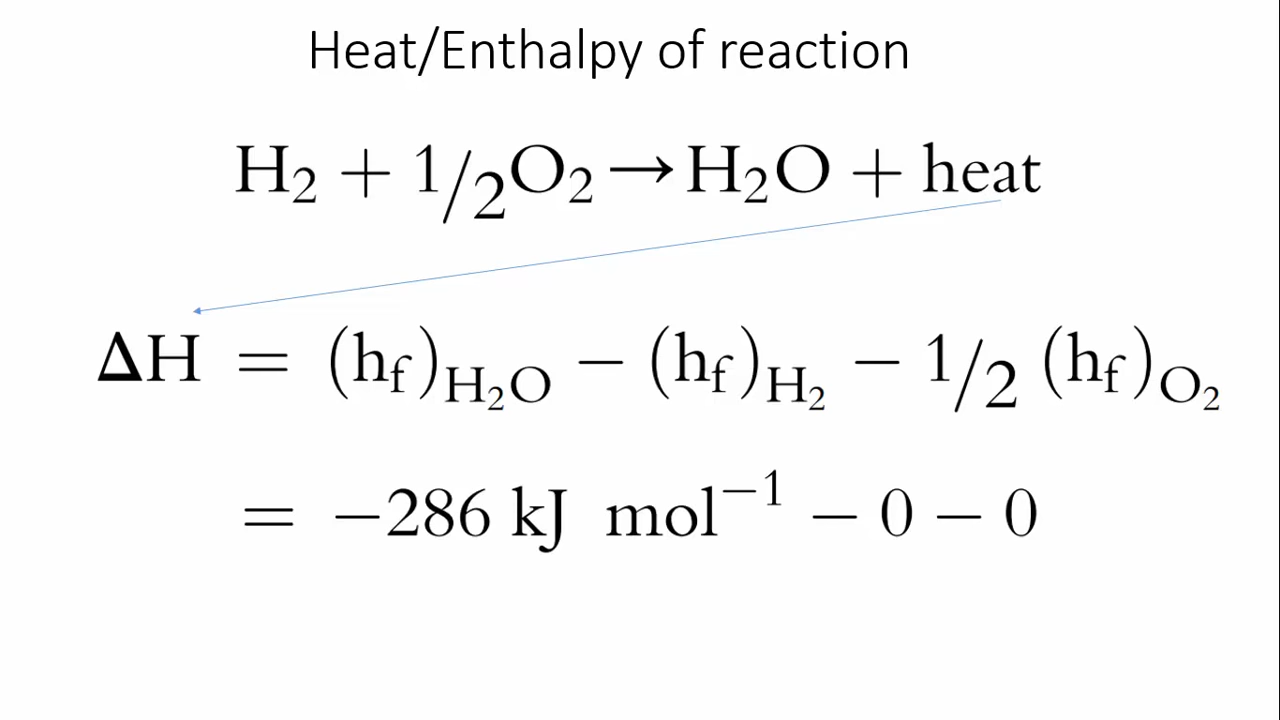 Heat/Enthalpy of reaction
H₂ + 1/2O₂ → H₂O + heat
ΔH = (h_f)_H₂O − (h_f)_H₂ − 1/2 (h_f)_O₂
= −286 kJ mol⁻¹ − 0 − 0